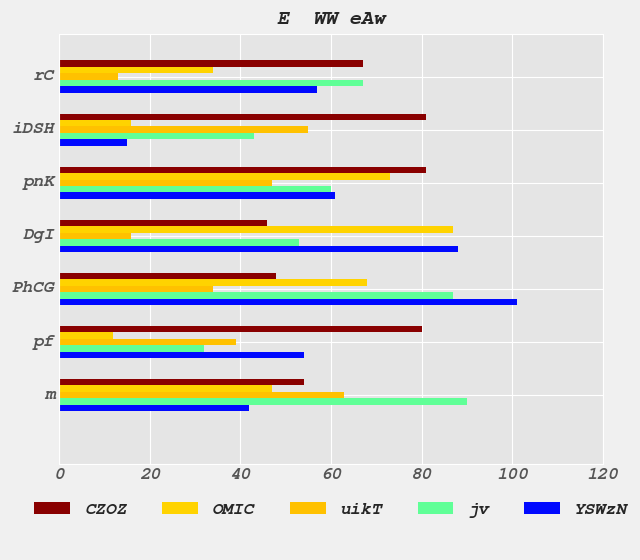 E  WW eAw
rC
iDSH
pnK
DgI
PhCG
pf
m
0 20 40 60 80 100 120
CZOZ OMIC uikT jv YSWzN